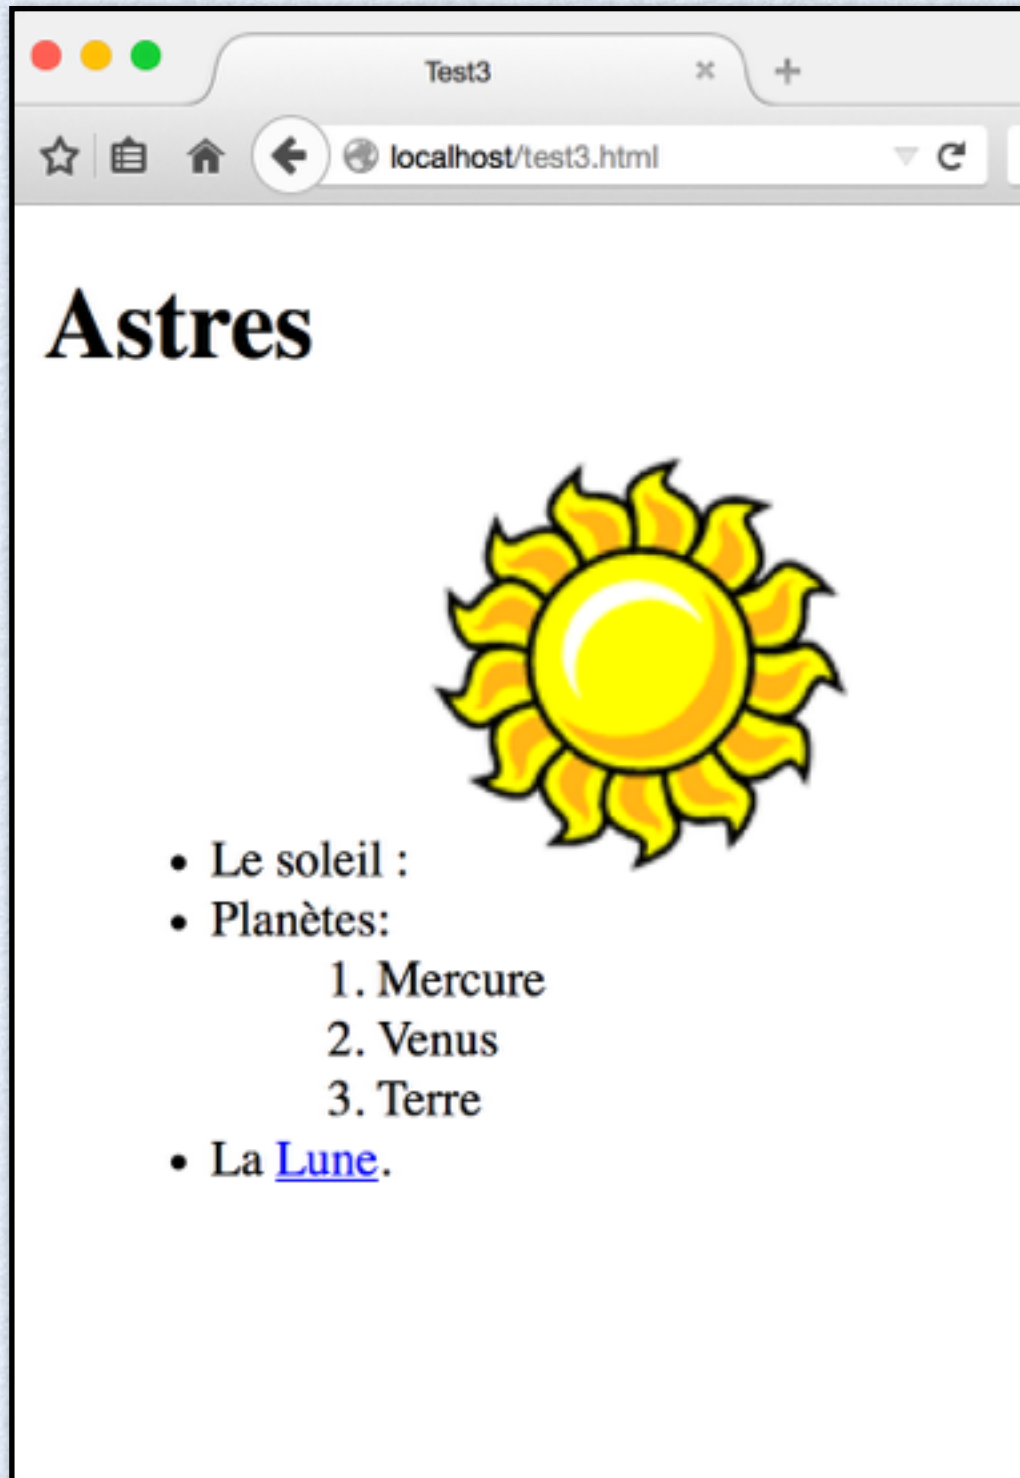 Test3
localhost/test3.html
Astres
• Le soleil :
• Planètes:
1. Mercure
2. Venus
3. Terre
• La Lune.